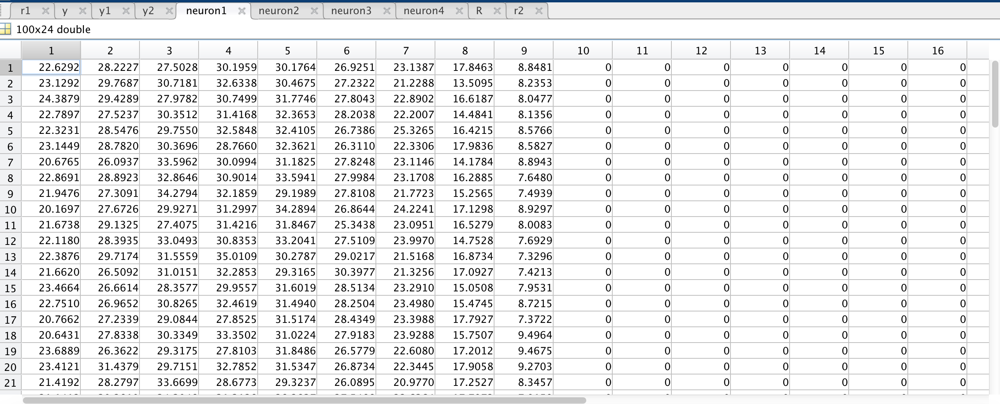 r1 y y1 y2 neuron1 neuron2 neuron3 neuron4 R r2
100x24 double
1 2 3 4 5 6 7 8 9 10 11 12 13 14 15 16
1 22.6292 28.2227 27.5028 30.1959 30.1764 26.9251 23.1387 17.8463 8.8481 0 0 0 0 0 0 0
2 23.1292 29.7687 30.7181 32.6338 30.4675 27.2322 21.2288 13.5095 8.2353 0 0 0 0 0 0 0
3 24.3879 29.4289 27.9782 30.7499 31.7746 27.8043 22.8902 16.6187 8.0477 0 0 0 0 0 0 0
4 22.7897 27.5237 30.3512 31.4168 32.3653 28.2038 22.2007 14.4841 8.1356 0 0 0 0 0 0 0
5 22.3231 28.5476 29.7550 32.5848 32.4105 26.7386 25.3265 16.4215 8.5766 0 0 0 0 0 0 0
6 23.1449 28.7820 30.3696 28.7660 32.3621 26.3110 22.3306 17.9836 8.5827 0 0 0 0 0 0 0
7 20.6765 26.0937 33.5962 30.0994 31.1825 27.8248 23.1146 14.1784 8.8943 0 0 0 0 0 0 0
8 22.8691 28.8923 32.8646 30.9014 33.5941 27.9984 23.1708 16.2885 7.6480 0 0 0 0 0 0 0
9 21.9476 27.3091 34.2794 32.1859 29.1989 27.8108 21.7723 15.2565 7.4939 0 0 0 0 0 0 0
10 20.1697 27.6726 29.9271 31.2997 34.2894 26.8644 24.2241 17.1298 8.9297 0 0 0 0 0 0 0
11 21.6738 29.1325 27.4075 31.4216 31.8467 25.3438 23.0951 16.5279 8.0083 0 0 0 0 0 0 0
12 22.1180 28.3935 33.0493 30.8353 33.2041 27.5109 23.9970 14.7528 7.6929 0 0 0 0 0 0 0
13 22.3876 29.7174 31.5559 35.0109 30.2787 29.0217 21.5168 16.8734 7.3296 0 0 0 0 0 0 0
14 21.6620 26.5092 31.0151 32.2853 29.3165 30.3977 21.3256 17.0927 7.4213 0 0 0 0 0 0 0
15 23.4664 26.6614 28.3577 29.9557 31.6019 28.5134 23.2910 15.0508 7.9531 0 0 0 0 0 0 0
16 22.7510 26.9652 30.8265 32.4619 31.4940 28.2504 23.4980 15.4745 8.7215 0 0 0 0 0 0 0
17 20.7662 27.2339 29.0844 27.8525 31.5174 28.4349 23.3988 17.7927 7.3722 0 0 0 0 0 0 0
18 20.6431 27.8338 30.3349 33.3502 31.0224 27.9183 23.9288 15.7507 9.4964 0 0 0 0 0 0 0
19 23.6889 26.3622 29.3175 27.8103 31.8486 26.5779 22.6080 17.2012 9.4675 0 0 0 0 0 0 0
20 23.4121 31.4379 29.7151 32.7852 31.5347 26.8734 22.3445 17.9058 9.2703 0 0 0 0 0 0 0
21 21.4192 28.2797 33.6699 28.6773 29.3237 26.0895 20.9770 17.2527 8.3457 0 0 0 0 0 0 0